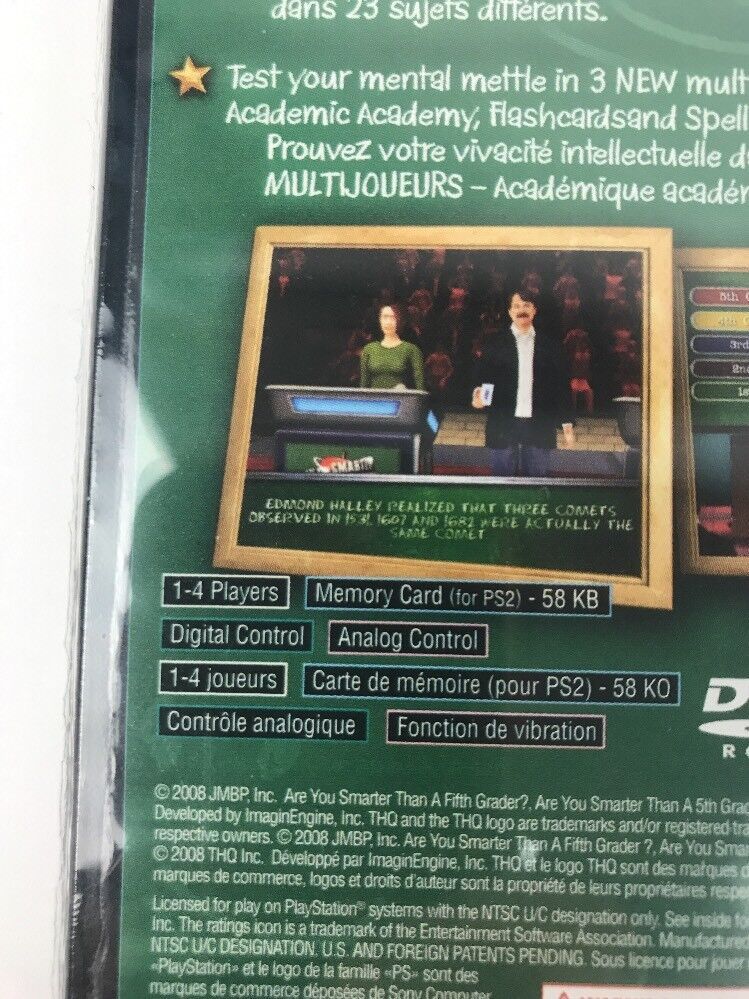 dans 23 sujets différents.
Test your mental mettle in 3 NEW mult
Academic Academy, Flashcardsand Spell
Prouvez votre vivacité intellectuelle d
MULTIJOUEURS – Académique acadér
5th
4th
3rd
EDMOND HALLEY REALIZED THAT THREE COMETS
OBSERVED IN 1531, 1607 AND 1682 WERE ACTUALLY THE
SAME COMET
1-4 Players Memory Card (for PS2) - 58 KB
Digital Control Analog Control
1-4 joueurs Carte de mémoire (pour PS2) - 58 KO
Contrôle analogique Fonction de vibration
© 2008 JMBP, Inc. Are You Smarter Than A Fifth Grader?, Are You Smarter Than A 5th Grad
Developed by ImaginEngine, Inc. THQ and the THQ logo are trademarks and/or registered tra
respective owners. © 2008 JMBP, Inc. Are You Smarter Than A Fifth Grader ?, Are You Smar
© 2008 THQ Inc. Développé par ImaginEngine, Inc. THQ et le logo THQ sont des marques d
marques de commerce, logos et droits d'auteur sont la propriété de leurs propriétaires respe
Licensed for play on PlayStation® systems with the NTSC U/C designation only. See inside fo
Inc. The ratings icon is a trademark of the Entertainment Software Association. Manufactured
NTSC U/C DESIGNATION. U.S. AND FOREIGN PATENTS PENDING. Sous licence pour jouer
«PlayStation» et le logo de la famille «PS» sont des
marques de commerce déposées de Sony Computer